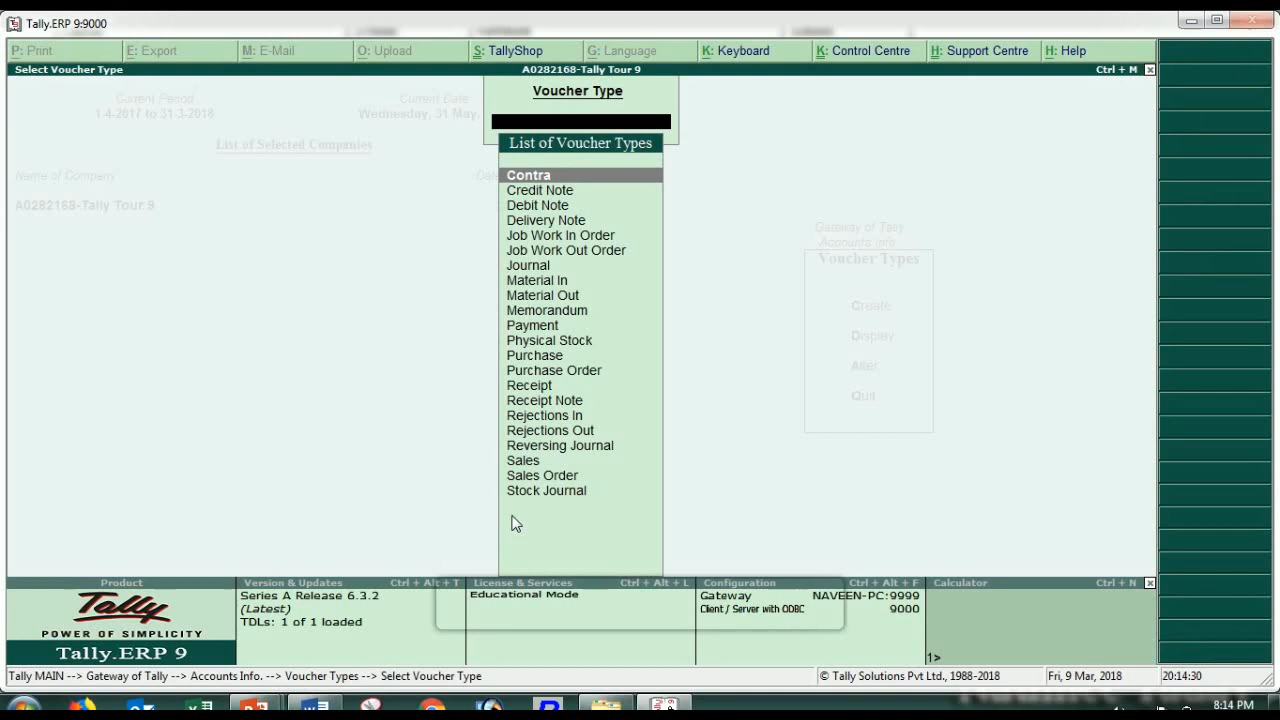 Tally.ERP 9:9000
P: Print E: Export M: E-Mail O: Upload S: TallyShop G: Language K: Keyboard K: Control Centre H: Support Centre H: Help
Select Voucher Type A0282168-Tally Tour 9 Ctrl + M
Current Period Current Date
1-4-2017 to 31-3-2018 Wednesday, 31 May,
List of Selected Companies
Name of Company
A0282168-Tally Tour 9
Voucher Type
List of Voucher Types
Contra
Credit Note
Debit Note
Delivery Note
Job Work In Order
Job Work Out Order
Journal
Material In
Material Out
Memorandum
Payment
Physical Stock
Purchase
Purchase Order
Receipt
Receipt Note
Rejections In
Rejections Out
Reversing Journal
Sales
Sales Order
Stock Journal
Gateway of Tally
Accounts Info.
Voucher Types
Create
Display
Alter
Quit
Product
Tally
POWER OF SIMPLICITY
Tally.ERP 9
Version & Updates Ctrl + Alt + T
Series A Release 6.3.2
(Latest)
TDLs: 1 of 1 loaded
License & Services Ctrl + Alt + L
Educational Mode
Configuration Ctrl + Alt + F
Gateway NAVEEN-PC:9999
Client / Server with ODBC 9000
Calculator Ctrl + N
1>
Tally MAIN --> Gateway of Tally --> Accounts Info. --> Voucher Types --> Select Voucher Type © Tally Solutions Pvt Ltd., 1988-2018 Fri, 9 Mar, 2018 20:14:30
8:14 PM